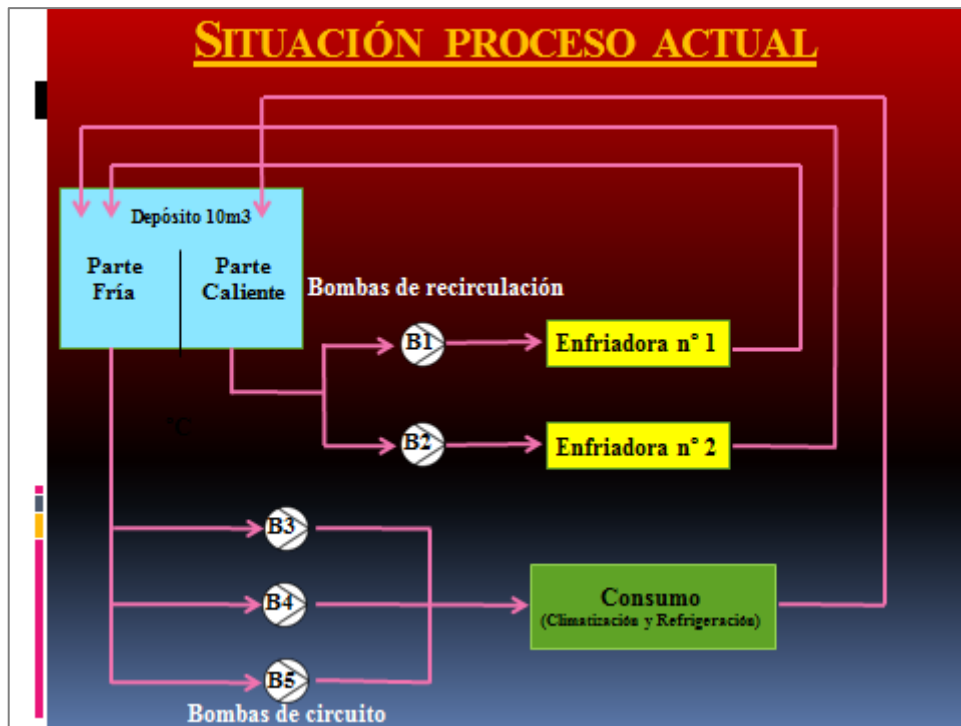 SITUACIÓN PROCESO ACTUAL
Depósito 10m3
Parte
Fría
Parte
Caliente
Bombas de recirculación
B1
Enfriadora n° 1
°C
B2
Enfriadora n° 2
B3
B4
Consumo
(Climatización y Refrigeración)
B5
Bombas de circuito